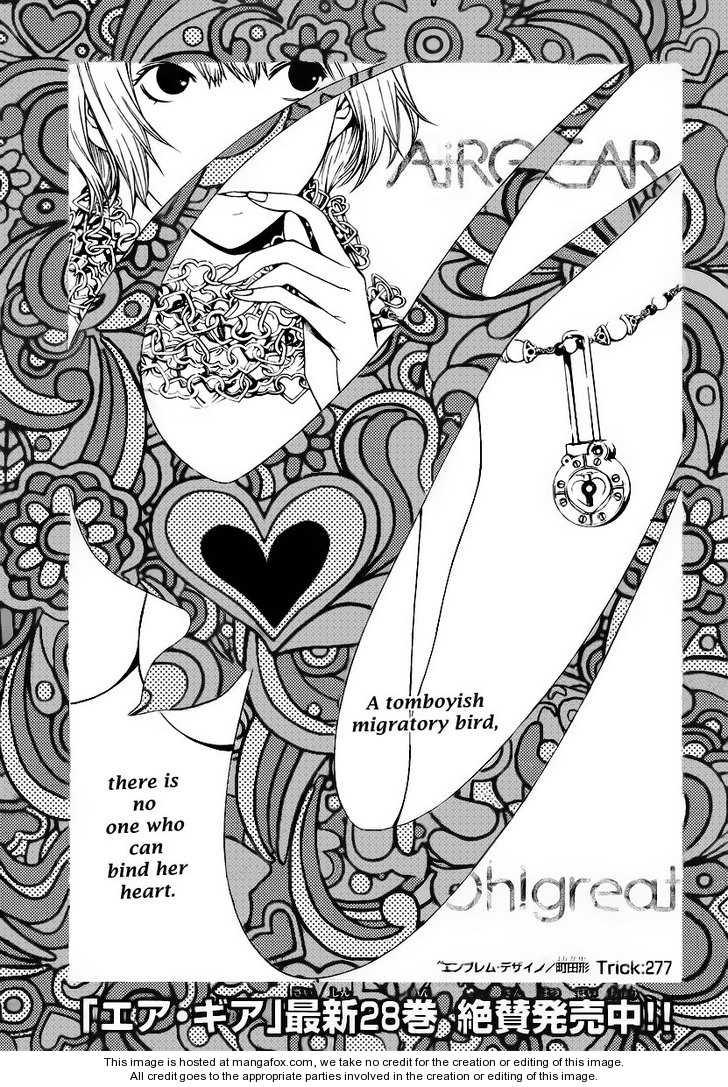 AiRGEAR
A tomboyish
migratory bird,
there is
no
one who
can
bind her
heart.
oh!great
エンブレム・デザイン/町田彰 Trick:277
「エア・ギア」最新28巻、絶賛発売中!!
This image is hosted at mangafox.com, we take no credit for the creation or editing of this image.
All credit goes to the appropriate parties involved in the creation or editing of this image.